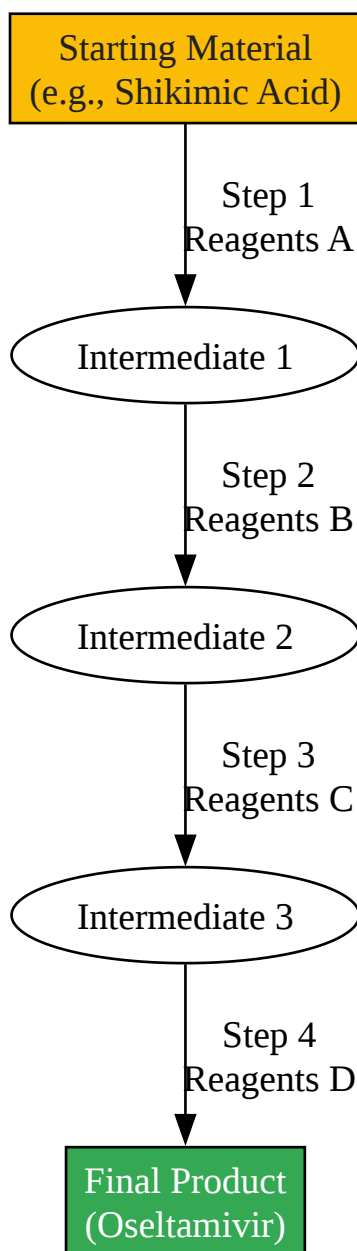 Starting Material
(e.g., Shikimic Acid)
Step 1
Reagents A
Intermediate 1
Step 2
Reagents B
Intermediate 2
Step 3
Reagents C
Intermediate 3
Step 4
Reagents D
Final Product
(Oseltamivir)